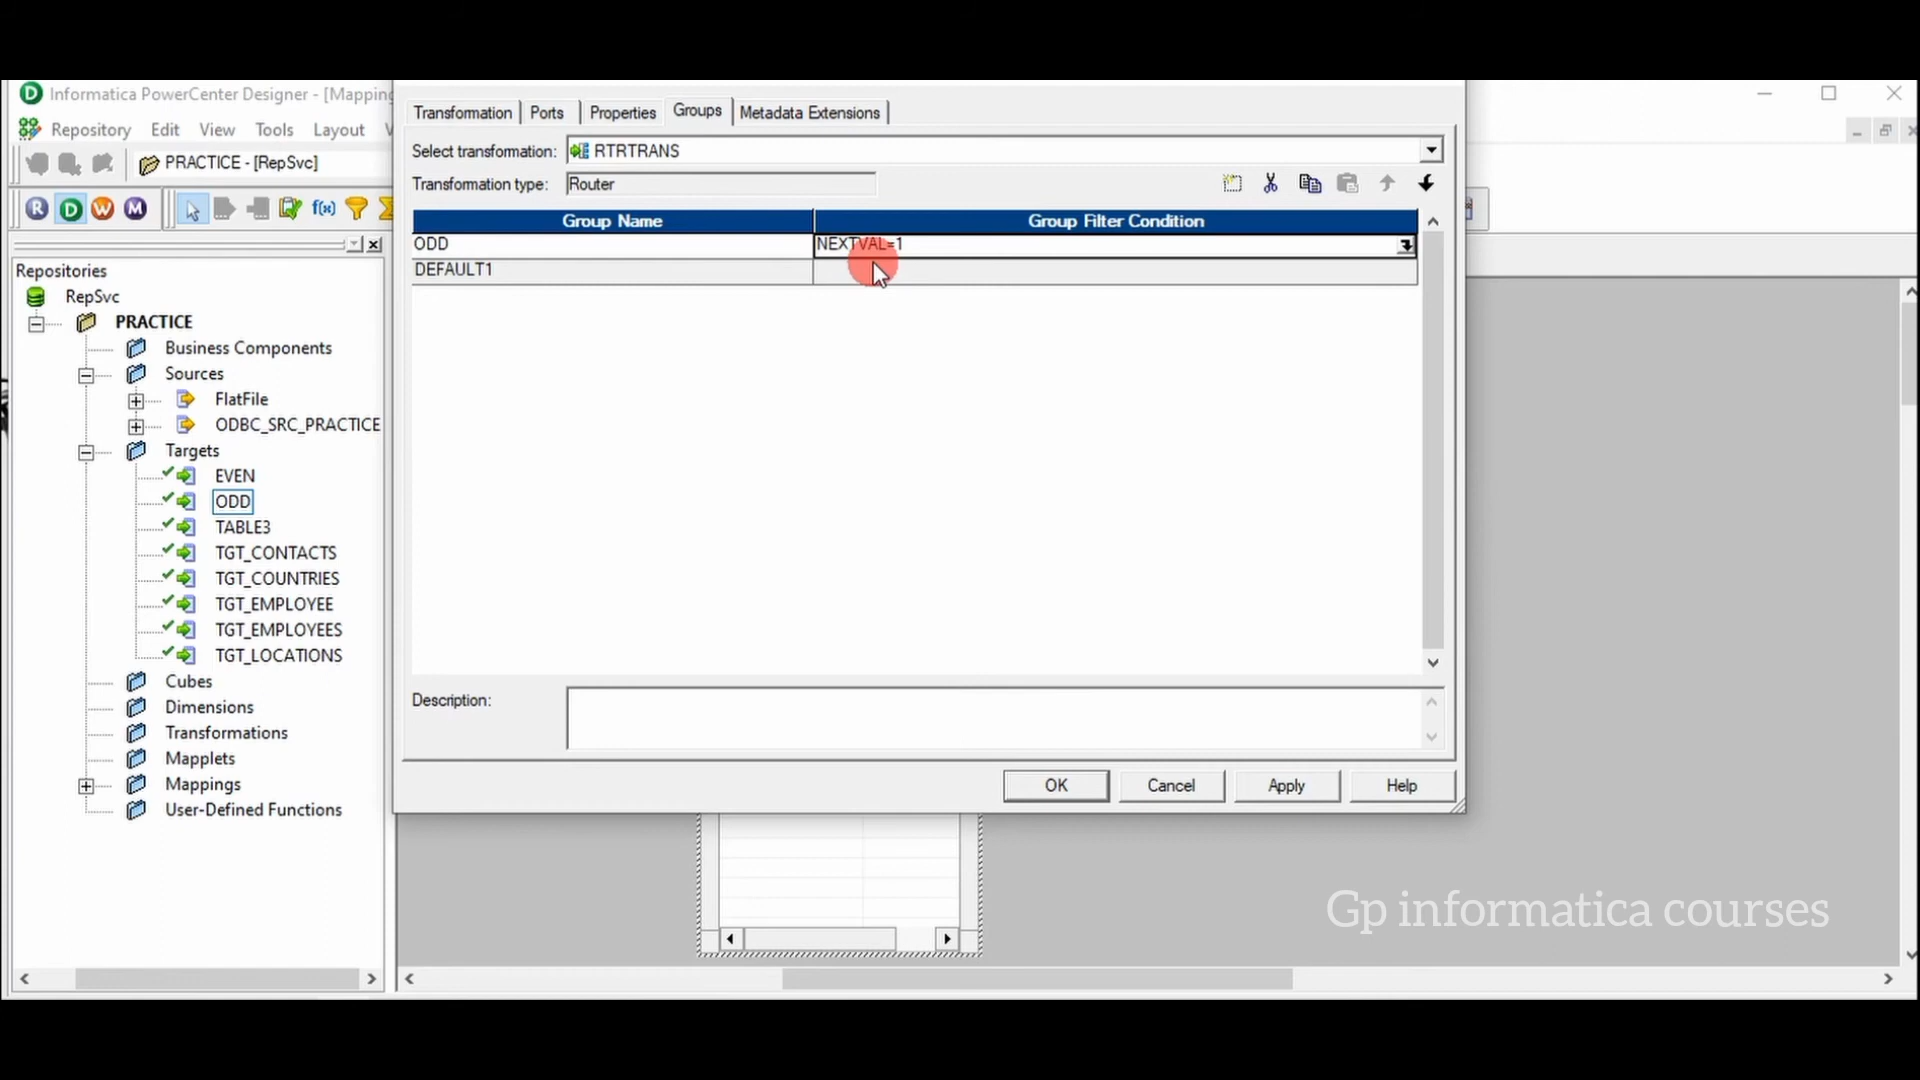 Informatica PowerCenter Designer - [Mapping
Repository Edit View Tools Layout
PRACTICE - [RepSvc]
R D W M f(x) Σ
Repositories
RepSvc
PRACTICE
Business Components
Sources
FlatFile
ODBC_SRC_PRACTICE
Targets
EVEN
ODD
TABLE3
TGT_CONTACTS
TGT_COUNTRIES
TGT_EMPLOYEE
TGT_EMPLOYEES
TGT_LOCATIONS
Cubes
Dimensions
Transformations
Mapplets
Mappings
User-Defined Functions
Transformation Ports Properties Groups Metadata Extensions
Select transformation: RTRTRANS
Transformation type: Router
Group Name Group Filter Condition
ODD NEXTVAL=1
DEFAULT1
Description:
OK Cancel Apply Help
Gp informatica courses